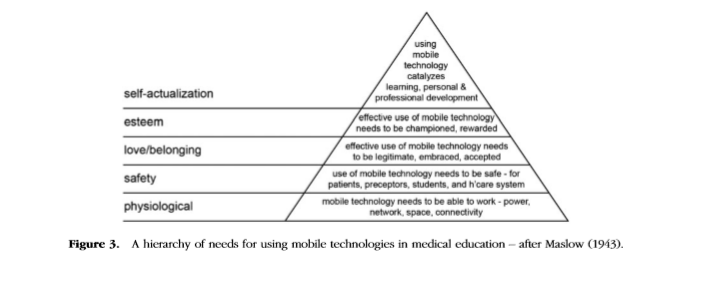 using
mobile
technology
catalyzes
learning, personal &
professional development
self-actualization
effective use of mobile technology
needs to be championed, rewarded
esteem
effective use of mobile technology needs
to be legitimate, embraced, accepted
love/belonging
use of mobile technology needs to be safe - for
patients, preceptors, students, and h'care system
safety
mobile technology needs to be able to work - power,
network, space, connectivity
physiological
Figure 3. A hierarchy of needs for using mobile technologies in medical education – after Maslow (1943).